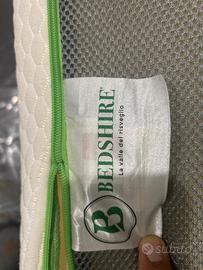 B
BEDSHIRE®
La valle del risveglio
subito